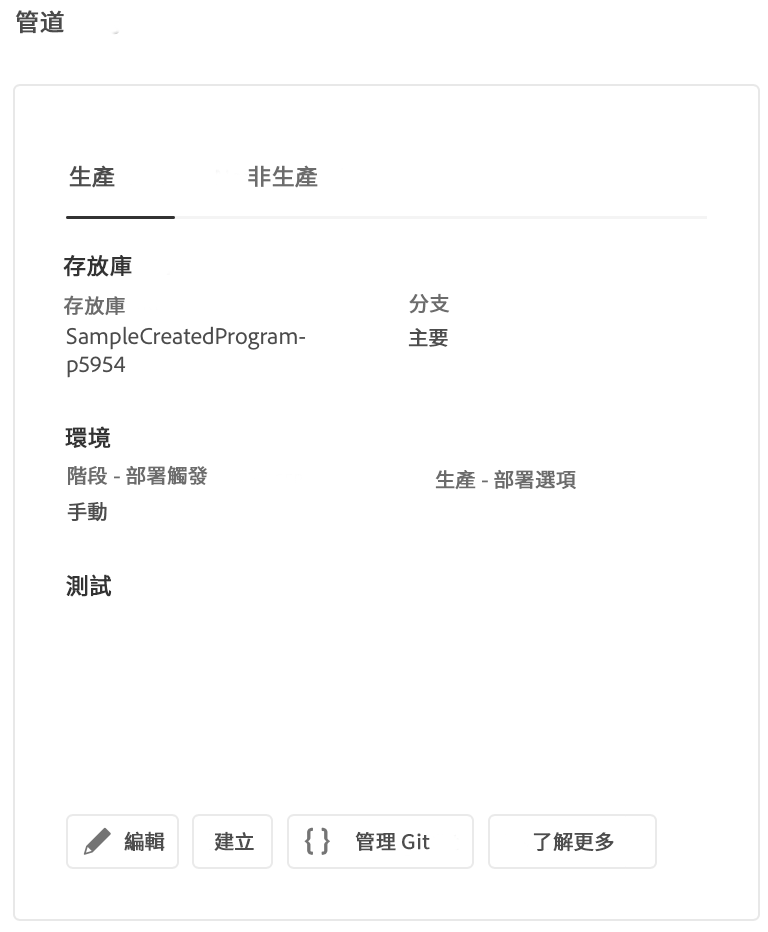 管道
生產 非生產
存放庫
存放庫 分支
SampleCreatedProgram- 主要
p5954
環境
階段 - 部署觸發 生產 - 部署選項
手動
測試
編輯 建立 { } 管理 Git 了解更多